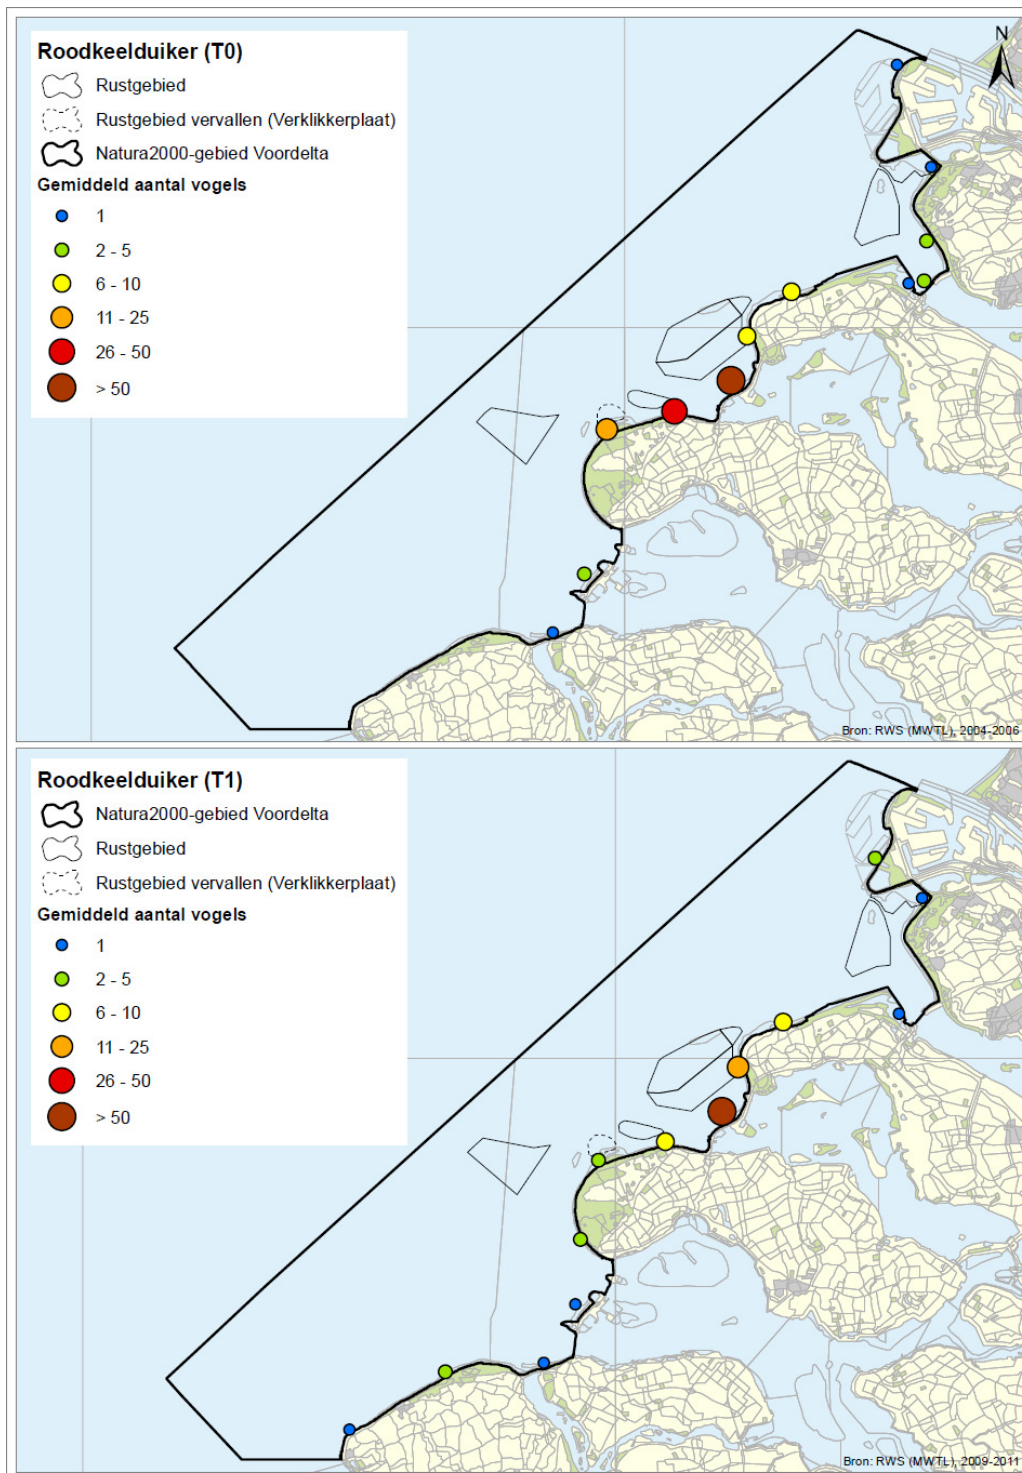 Roodkeelduiker (T0)
Rustgebied
Rustgebied vervallen (Verklikkerplaat)
Natura2000-gebied Voordelta
Gemiddeld aantal vogels
1
2 - 5
6 - 10
11 - 25
26 - 50
> 50
N
Bron: RWS (MWTL), 2004-2006
Roodkeelduiker (T1)
Natura2000-gebied Voordelta
Rustgebied
Rustgebied vervallen (Verklikkerplaat)
Gemiddeld aantal vogels
1
2 - 5
6 - 10
11 - 25
26 - 50
> 50
Bron: RWS (MWTL), 2009-2011